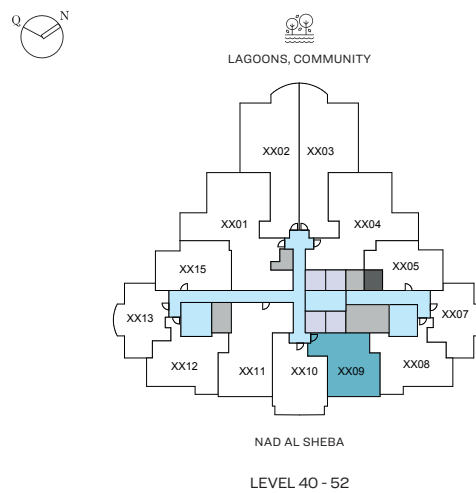 Q N
LAGOONS, COMMUNITY
XX02 XX03
XX01 XX04
XX15 XX05
XX13 XX07
XX12 XX11 XX10 XX09 XX08
NAD AL SHEBA
LEVEL 40 - 52